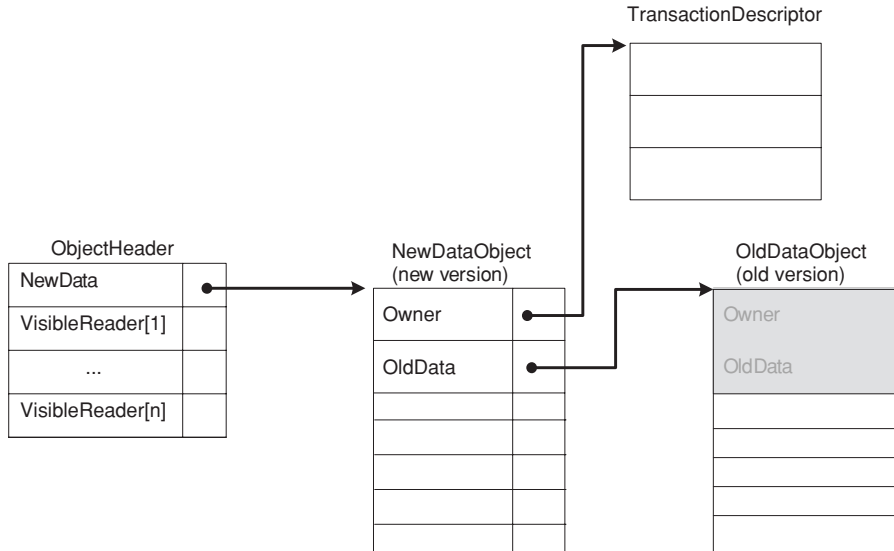 TransactionDescriptor
ObjectHeader
NewData
VisibleReader[1]
...
VisibleReader[n]
NewDataObject
(new version)
Owner
OldData
OldDataObject
(old version)
Owner
OldData